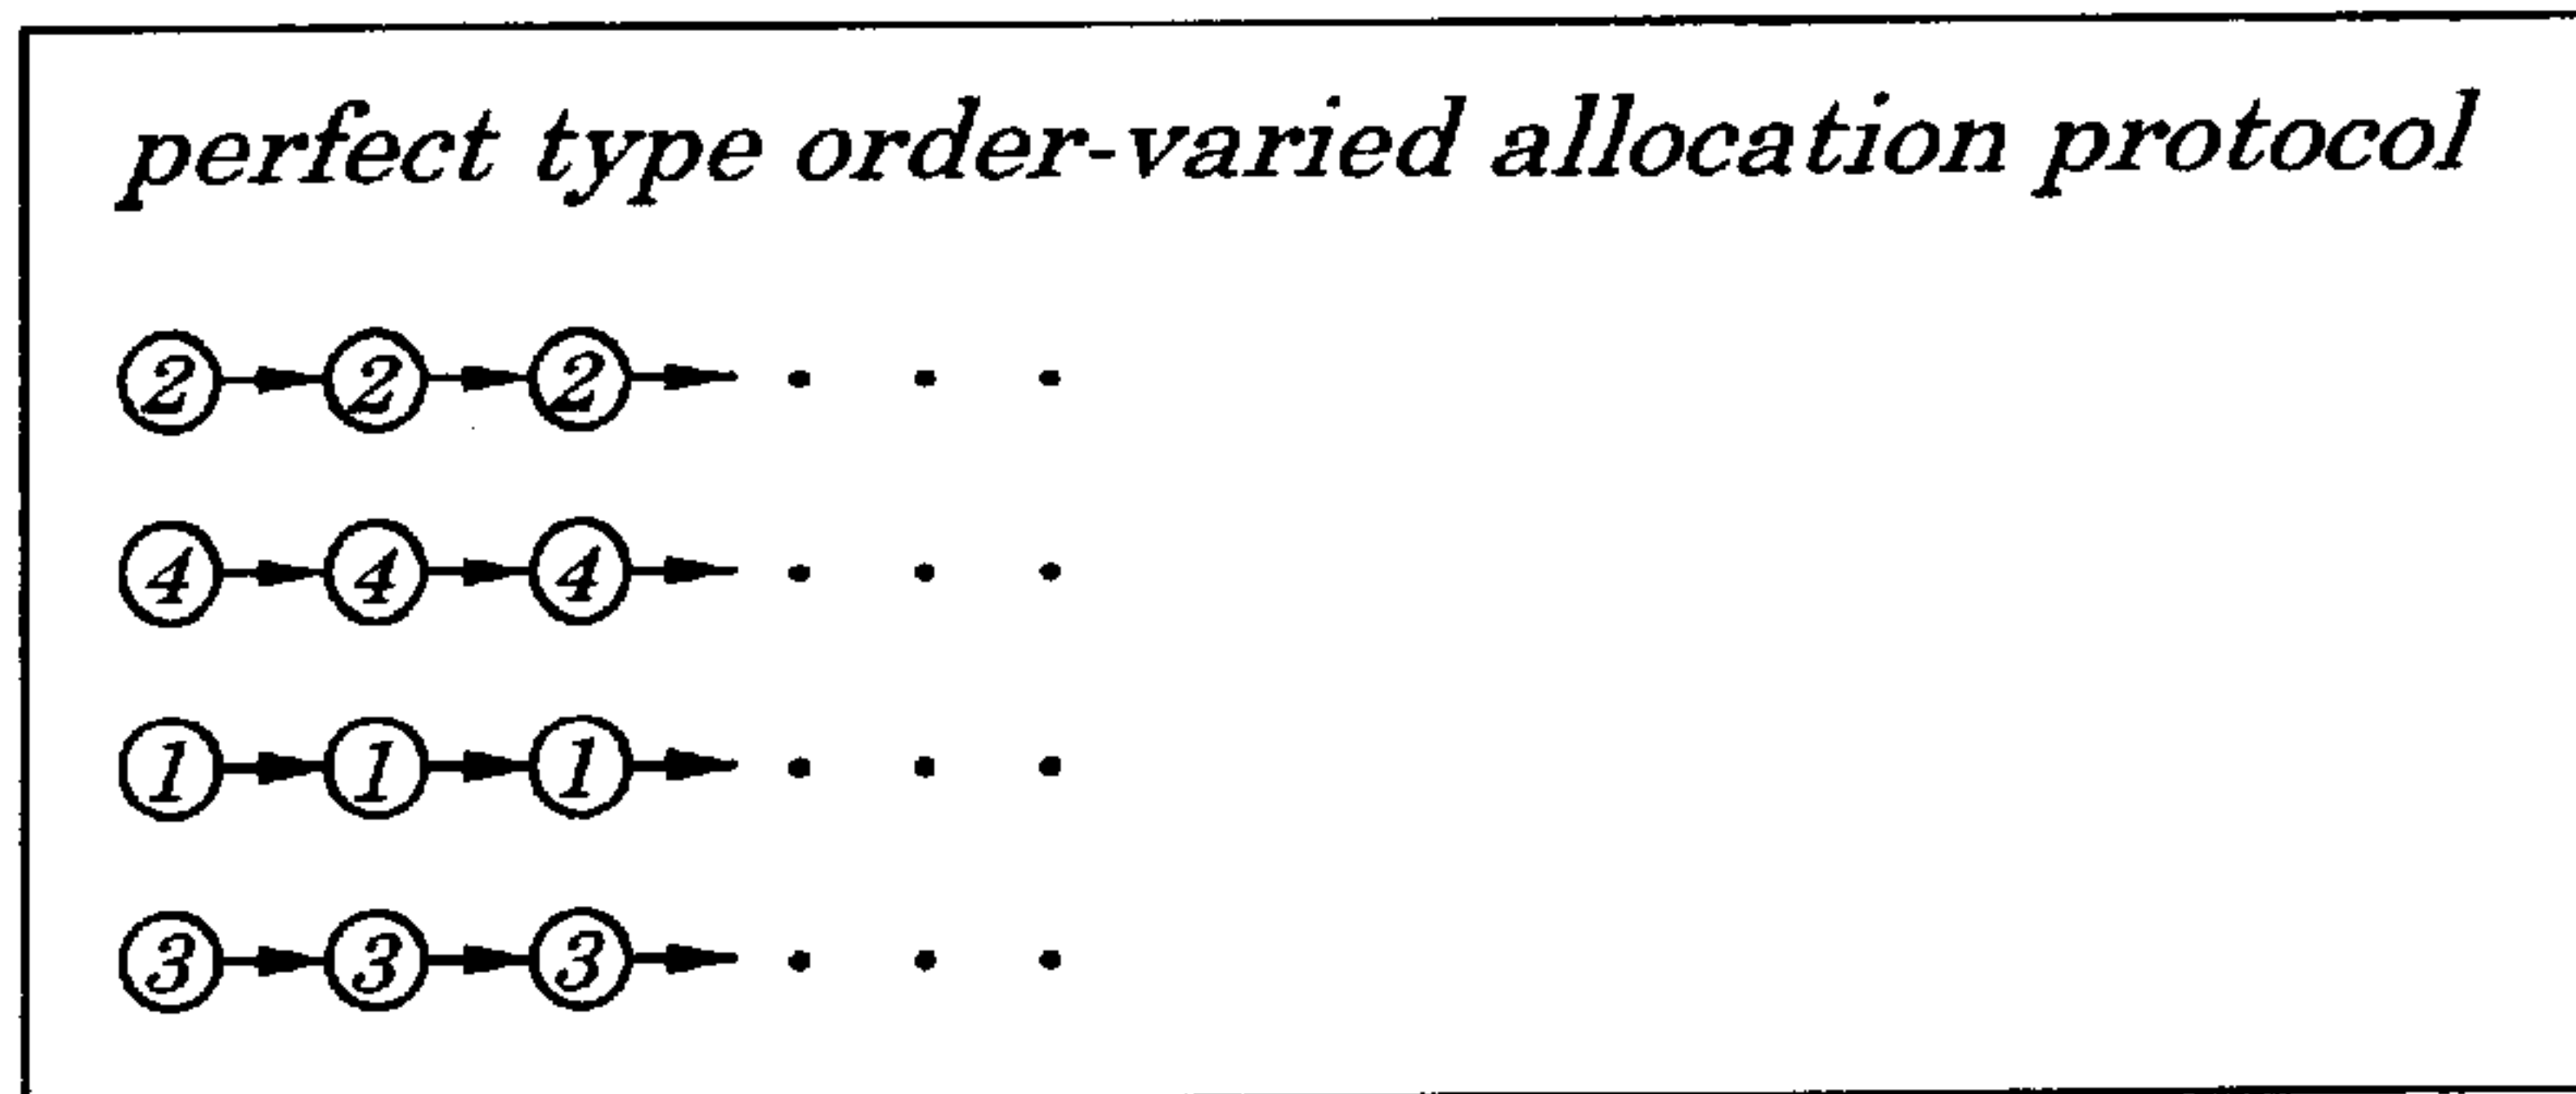 perfect type order-varied allocation protocol
2 2 2 . . .
4 4 4 . . .
1 1 1 . . .
3 3 3 . . .